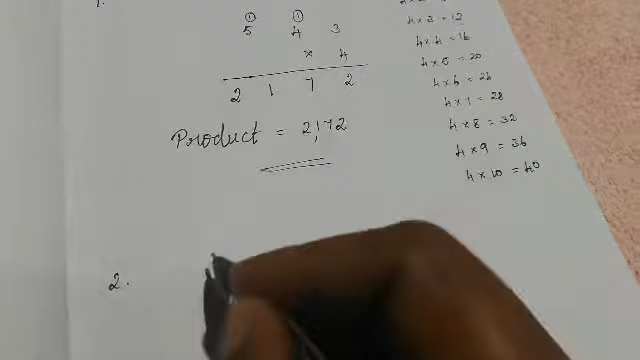 1.
① ①
5 4 3
× 4
2 1 7 2
Product = 2,172
4 × 3 = 12
4 × 4 = 16
4 × 5 = 20
4 × 6 = 24
4 × 7 = 28
4 × 8 = 32
4 × 9 = 36
4 × 10 = 40
2.